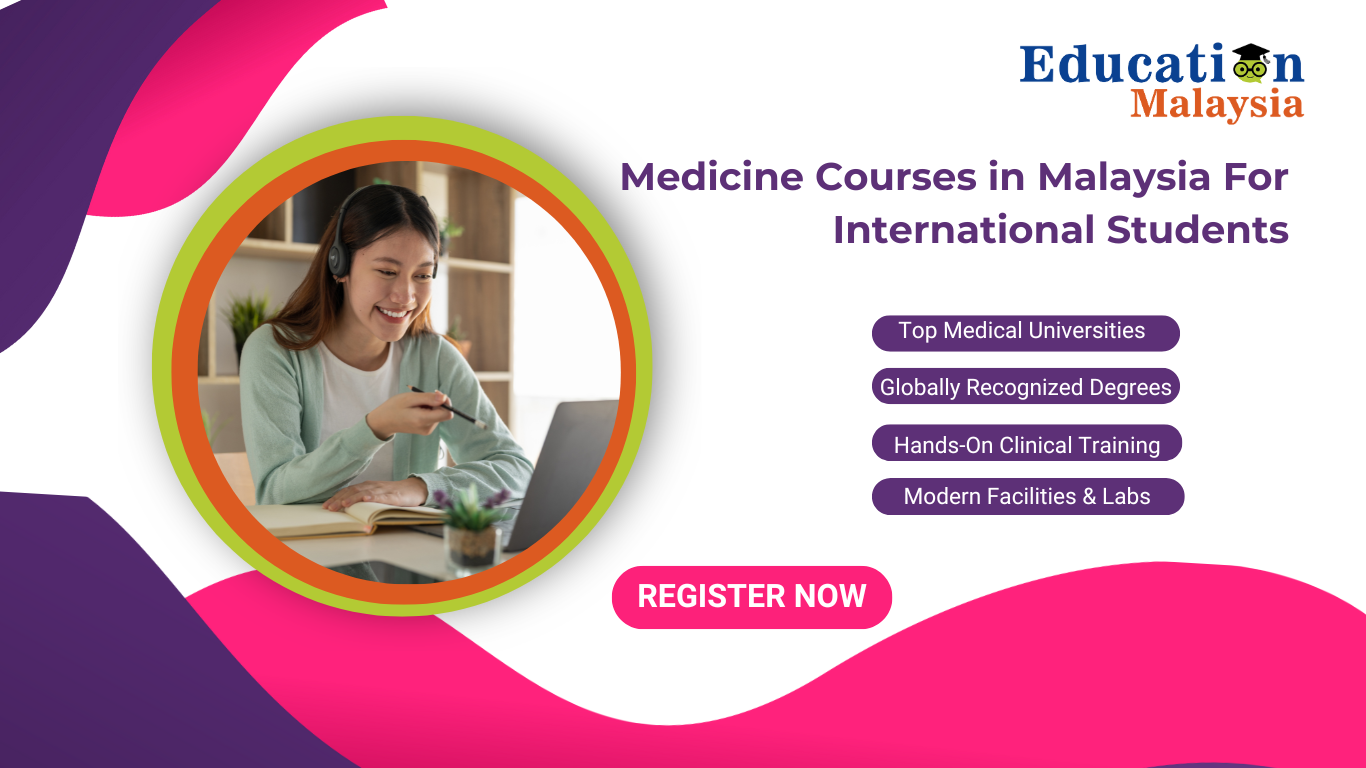 Education
Malaysia
Medicine Courses in Malaysia For
International Students
Top Medical Universities
Globally Recognized Degrees
Hands-On Clinical Training
Modern Facilities & Labs
REGISTER NOW